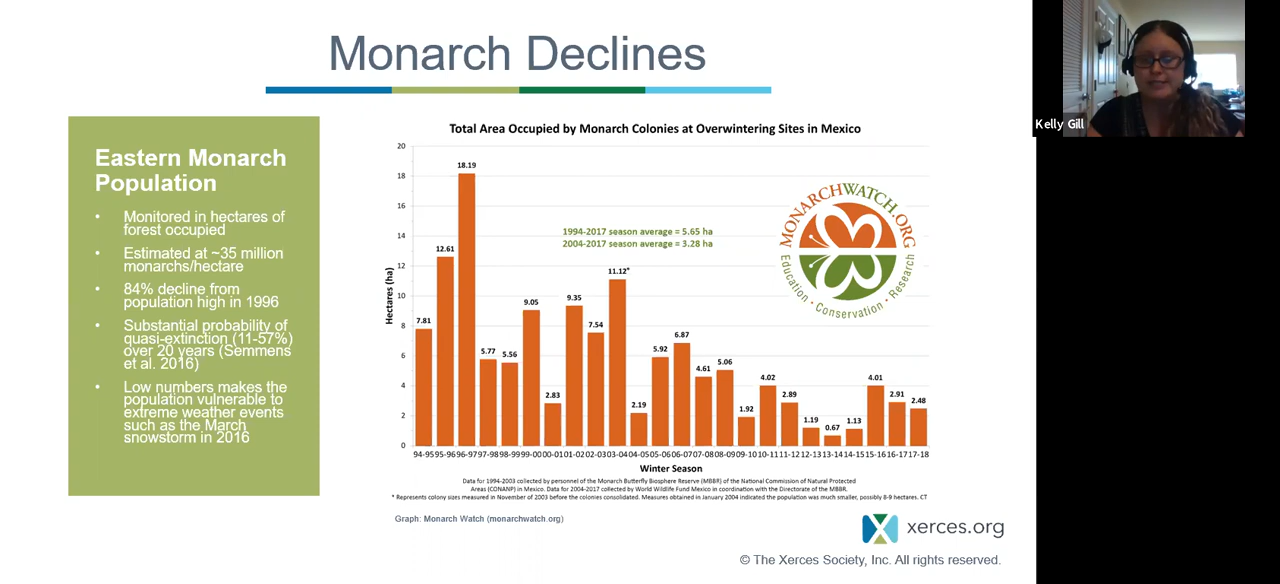 Monarch Declines
Kelly Gill
Eastern Monarch
Population
• Monitored in hectares of
forest occupied
• Estimated at ~35 million
monarchs/hectare
• 84% decline from
population high in 1996
• Substantial probability of
quasi-extinction (11-57%)
over 20 years (Semmens
et al. 2016)
• Low numbers makes the
population vulnerable to
extreme weather events
such as the March
snowstorm in 2016
Total Area Occupied by Monarch Colonies at Overwintering Sites in Mexico
Hectares (ha)
20
18
16
14
12
10
8
6
4
2
0
7.81
12.61
18.19
5.77
5.56
9.05
2.83
9.35
7.54
11.12*
2.19
5.92
6.87
4.61
5.06
1.92
4.02
2.89
1.19
0.67
1.13
4.01
2.91
2.48
1994-2017 season average = 5.65 ha
2004-2017 season average = 3.28 ha
MONARCHWATCH.ORG
Education • Conservation • Research
94-95 95-96 96-97 97-98 98-99 99-00 00-01 01-02 02-03 03-04 04-05 05-06 06-07 07-08 08-09 09-10 10-11 11-12 12-13 13-14 14-15 15-16 16-17 17-18
Winter Season
Data for 1994-2003 collected by personnel of the Monarch Butterfly Biosphere Reserve (MBBR) of the National Commission of Natural Protected
Areas (CONANP) in Mexico. Data for 2004-2017 collected by World Wildlife Fund Mexico in coordination with the Directorate of the MBBR.
* Represents colony sizes measured in November of 2003 before the colonies consolidated. Measures obtained in January 2004 indicated the population was much smaller, possibly 8-9 hectares. CT
Graph: Monarch Watch (monarchwatch.org)
xerces.org
© The Xerces Society, Inc. All rights reserved.